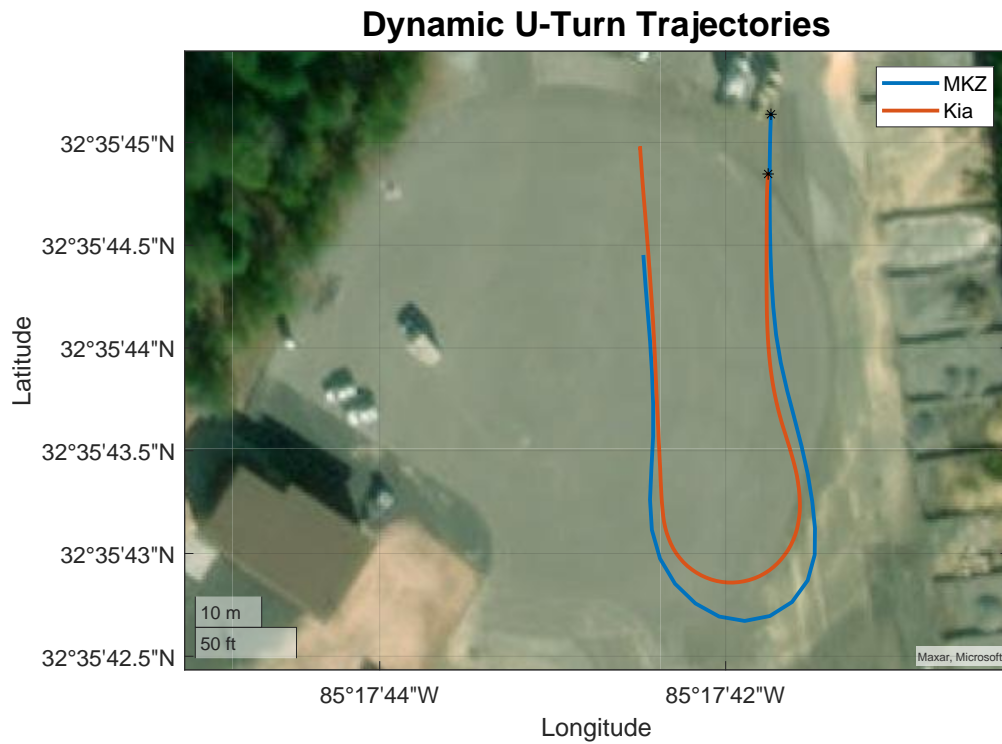 Dynamic U-Turn Trajectories
MKZ
Kia
32°35'45"N
32°35'44.5"N
32°35'44"N
32°35'43.5"N
32°35'43"N
32°35'42.5"N
Latitude
10 m
50 ft
Maxar, Microsoft
85°17'44"W
85°17'42"W
Longitude